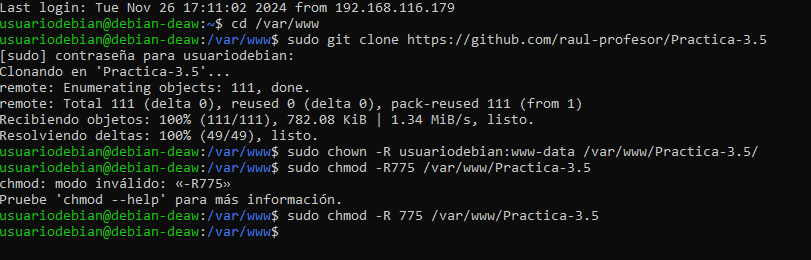 Last login: Tue Nov 26 17:11:02 2024 from 192.168.116.179
usuariodebian@debian-deaw:~$ cd /var/www
usuariodebian@debian-deaw:/var/www$ sudo git clone https://github.com/raul-profesor/Practica-3.5
[sudo] contraseña para usuariodebian:
Clonando en 'Practica-3.5'...
remote: Enumerating objects: 111, done.
remote: Total 111 (delta 0), reused 0 (delta 0), pack-reused 111 (from 1)
Recibiendo objetos: 100% (111/111), 782.08 KiB | 1.34 MiB/s, listo.
Resolviendo deltas: 100% (49/49), listo.
usuariodebian@debian-deaw:/var/www$ sudo chown -R usuariodebian:www-data /var/www/Practica-3.5/
usuariodebian@debian-deaw:/var/www$ sudo chmod -R775 /var/www/Practica-3.5
chmod: modo inválido: «-R775»
Pruebe 'chmod --help' para más información.
usuariodebian@debian-deaw:/var/www$ sudo chmod -R 775 /var/www/Practica-3.5
usuariodebian@debian-deaw:/var/www$